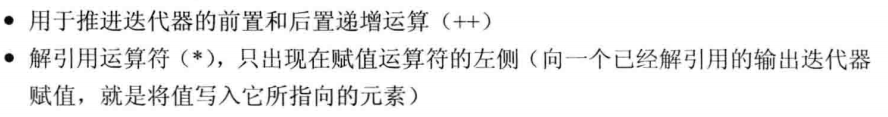 • 用于推进迭代器的前置和后置递增运算（++）
• 解引用运算符（*），只出现在赋值运算符的左侧（向一个已经解引用的输出迭代器
赋值，就是将值写入它所指向的元素）